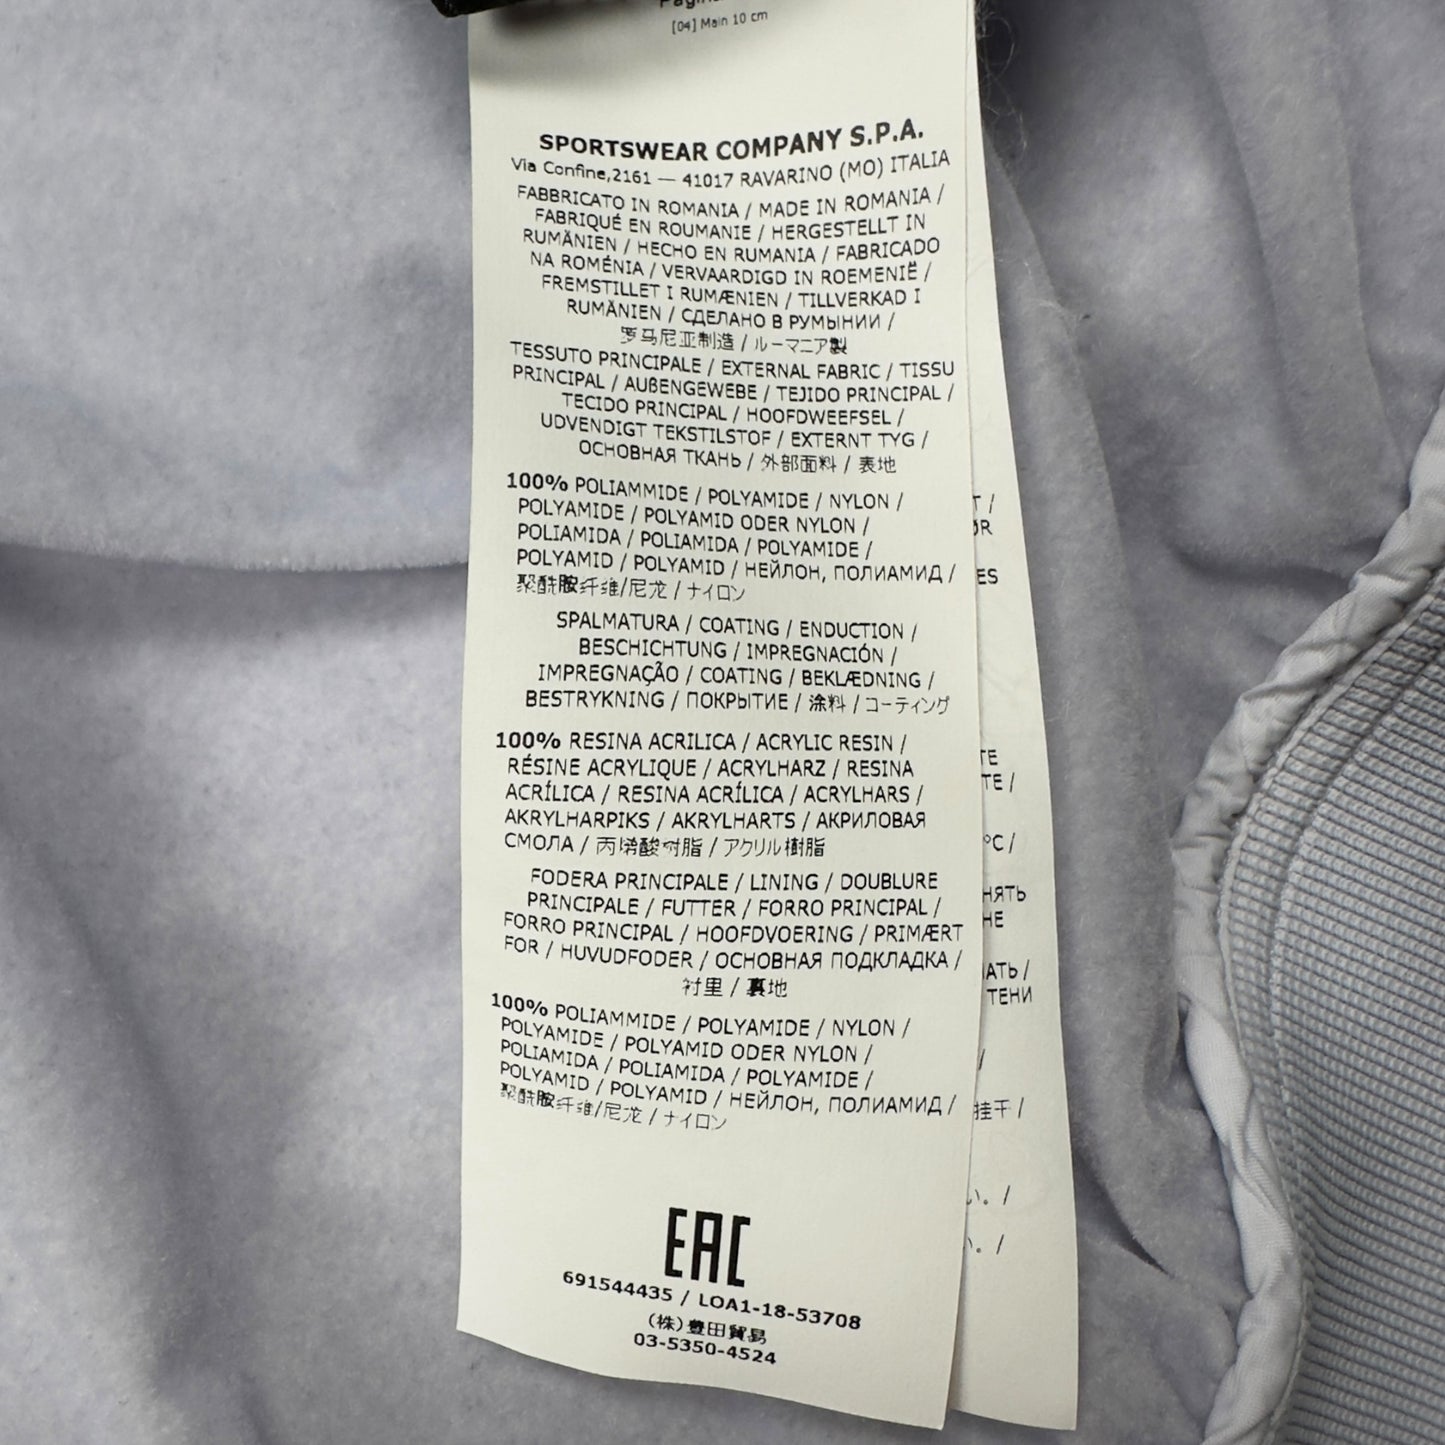 [04] Main 10 cm
SPORTSWEAR COMPANY S.P.A.
Via Confine,2161 — 41017 RAVARINO (MO) ITALIA
FABBRICATO IN ROMANIA / MADE IN ROMANIA /
FABRIQUÉ EN ROUMANIE / HERGESTELLT IN
RUMÄNIEN / HECHO EN RUMANIA / FABRICADO
NA ROMÉNIA / VERVAARDIGD IN ROEMENIË /
FREMSTILLET I RUMÆNIEN / TILLVERKAD I
RUMÄNIEN / СДЕЛАНО В РУМЫНИИ /
罗马尼亚制造 / ルーマニア製
TESSUTO PRINCIPALE / EXTERNAL FABRIC / TISSU
PRINCIPAL / AUßENGEWEBE / TEJIDO PRINCIPAL /
TECIDO PRINCIPAL / HOOFDWEEFSEL /
UDVENDIGT TEKSTILSTOF / EXTERNT TYG /
ОСНОВНАЯ ТКАНЬ / 外部面料 / 表地
100% POLIAMMIDE / POLYAMIDE / NYLON /
POLYAMIDE / POLYAMID ODER NYLON /
POLIAMIDA / POLIAMIDA / POLYAMIDE /
POLYAMID / POLYAMID / НЕЙЛОН, ПОЛИАМИД /
聚酰胺纤维/尼龙 / ナイロン
SPALMATURA / COATING / ENDUCTION /
BESCHICHTUNG / IMPREGNACIÓN /
IMPREGNAÇÃO / COATING / BEKLÆDNING /
BESTRYKNING / ПОКРЫТИЕ / 涂料 / コーティング
100% RESINA ACRILICA / ACRYLIC RESIN /
RÉSINE ACRYLIQUE / ACRYLHARZ / RESINA
ACRÍLICA / RESINA ACRÍLICA / ACRYLHARS /
AKRYLHARPIKS / AKRYLHARTS / АКРИЛОВАЯ
СМОЛА / 丙烯酸树脂 / アクリル樹脂
FODERA PRINCIPALE / LINING / DOUBLURE
PRINCIPALE / FUTTER / FORRO PRINCIPAL /
FORRO PRINCIPAL / HOOFDVOERING / PRIMÆRT
FOR / HUVUDFODER / ОСНОВНАЯ ПОДКЛАДКА /
衬里 / 裏地
100% POLIAMMIDE / POLYAMIDE / NYLON /
POLYAMIDE / POLYAMID ODER NYLON /
POLIAMIDA / POLIAMIDA / POLYAMIDE /
POLYAMID / POLYAMID / НЕЙЛОН, ПОЛИАМИД /
聚酰胺纤维/尼龙 / ナイロン
EAC
691544435 / LOA1-18-53708
(株)豊田貿易
03-5350-4524